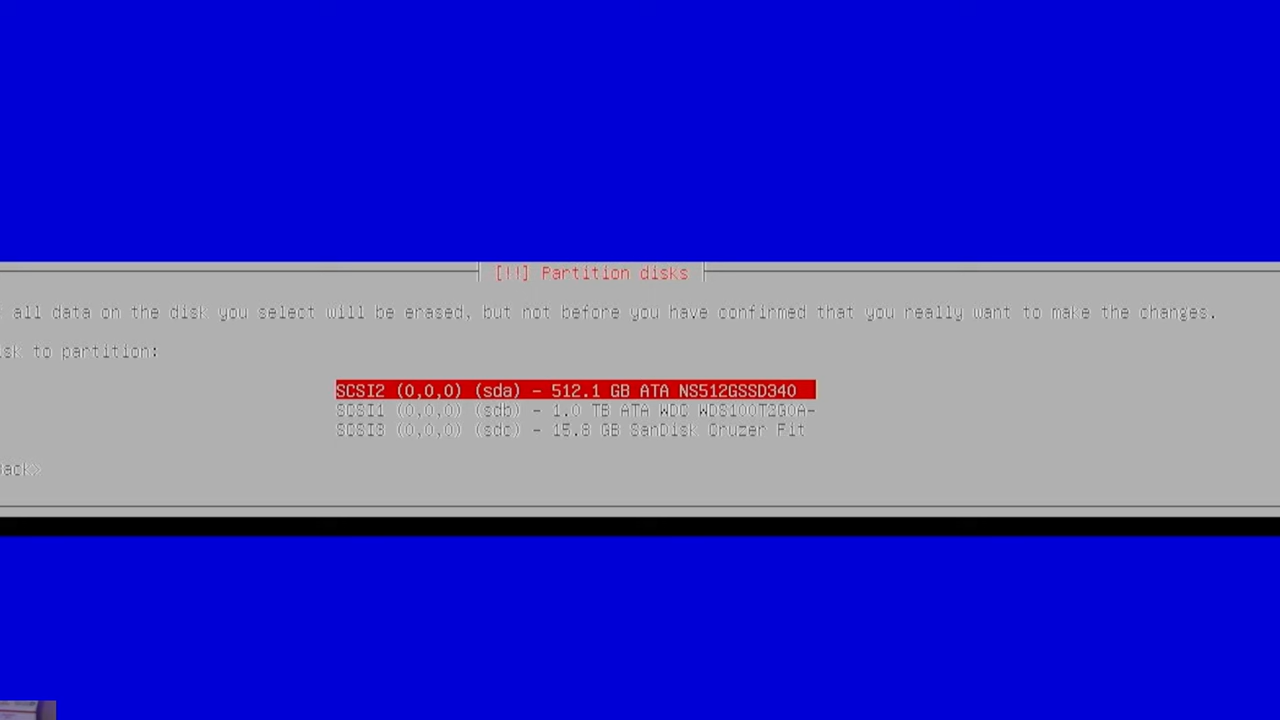 [!!] Partition disks
all data on the disk you select will be erased, but not before you have confirmed that you really want to make the changes.
isk to partition:
SCSI2 (0,0,0) (sda) - 512.1 GB ATA NS512GSSD340
SCSI1 (0,0,0) (sdb) - 1.0 TB ATA WDC WDS100T2G0A-
SCSI3 (0,0,0) (sdc) - 15.8 GB SanDisk Cruzer Fit
ack>